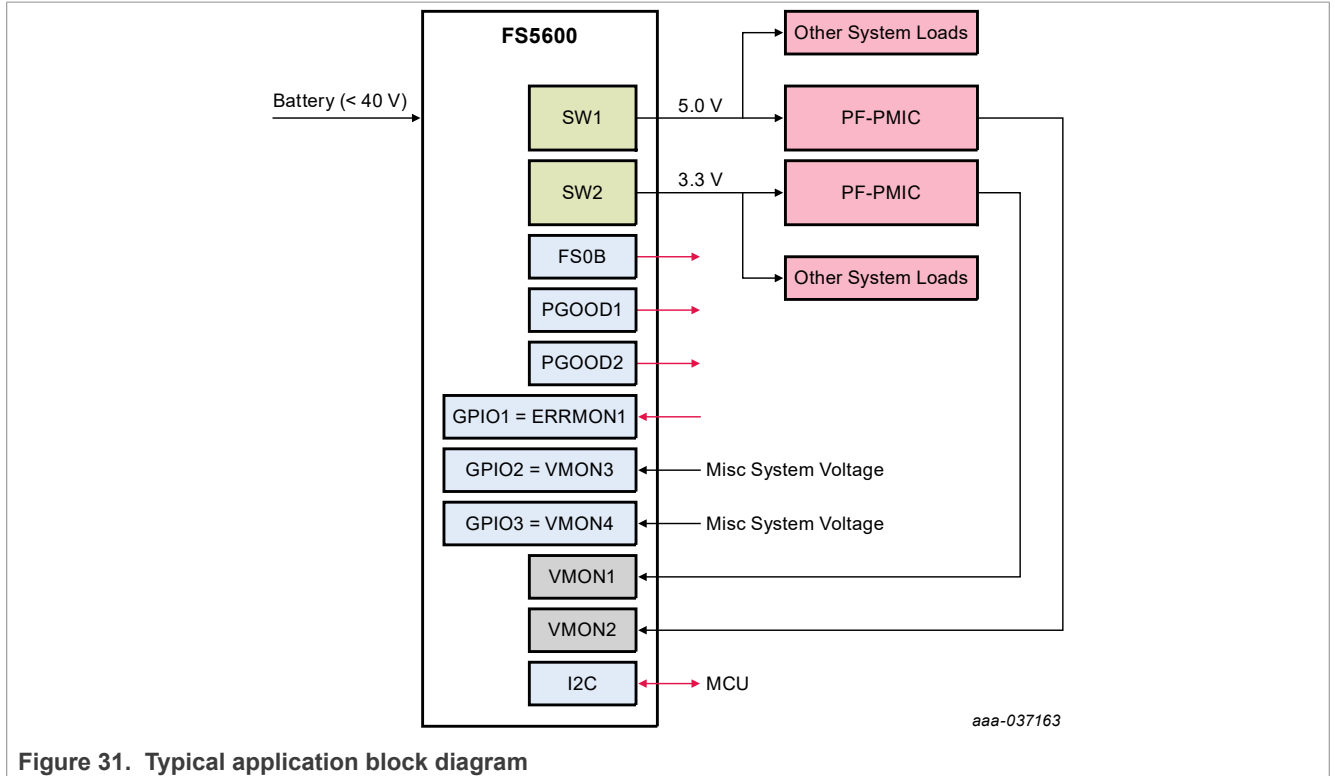 FS5600
Other System Loads
Battery (< 40 V)
SW1
5.0 V
PF-PMIC
SW2
3.3 V
PF-PMIC
FS0B
Other System Loads
PGOOD1
PGOOD2
GPIO1 = ERRMON1
GPIO2 = VMON3
Misc System Voltage
GPIO3 = VMON4
Misc System Voltage
VMON1
VMON2
I2C
MCU
aaa-037163
Figure 31. Typical application block diagram